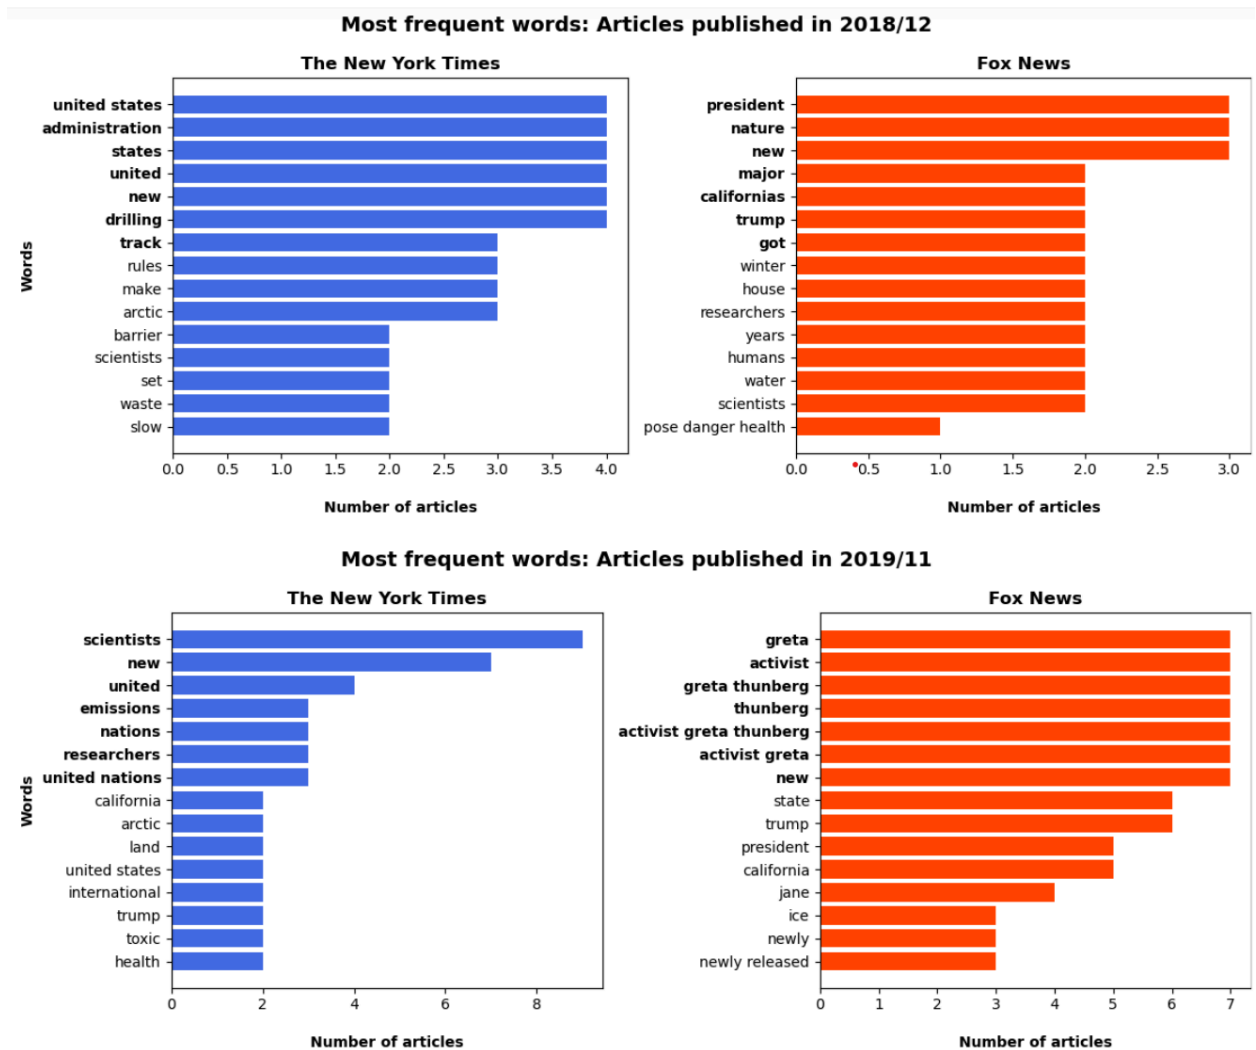 Most frequent words: Articles published in 2018/12
The New York Times
united states
administration
states
united
new
drilling
track
rules
make
arctic
barrier
scientists
set
waste
slow
Words
0.0 0.5 1.0 1.5 2.0 2.5 3.0 3.5 4.0
Number of articles
Fox News
president
nature
new
major
californias
trump
got
winter
house
researchers
years
humans
water
scientists
pose danger health
0.0 0.5 1.0 1.5 2.0 2.5 3.0
Number of articles
Most frequent words: Articles published in 2019/11
The New York Times
scientists
new
united
emissions
nations
researchers
united nations
california
arctic
land
united states
international
trump
toxic
health
Words
0 2 4 6 8
Number of articles
Fox News
greta
activist
greta thunberg
thunberg
activist greta thunberg
activist greta
new
state
trump
president
california
jane
ice
newly
newly released
0 1 2 3 4 5 6 7
Number of articles